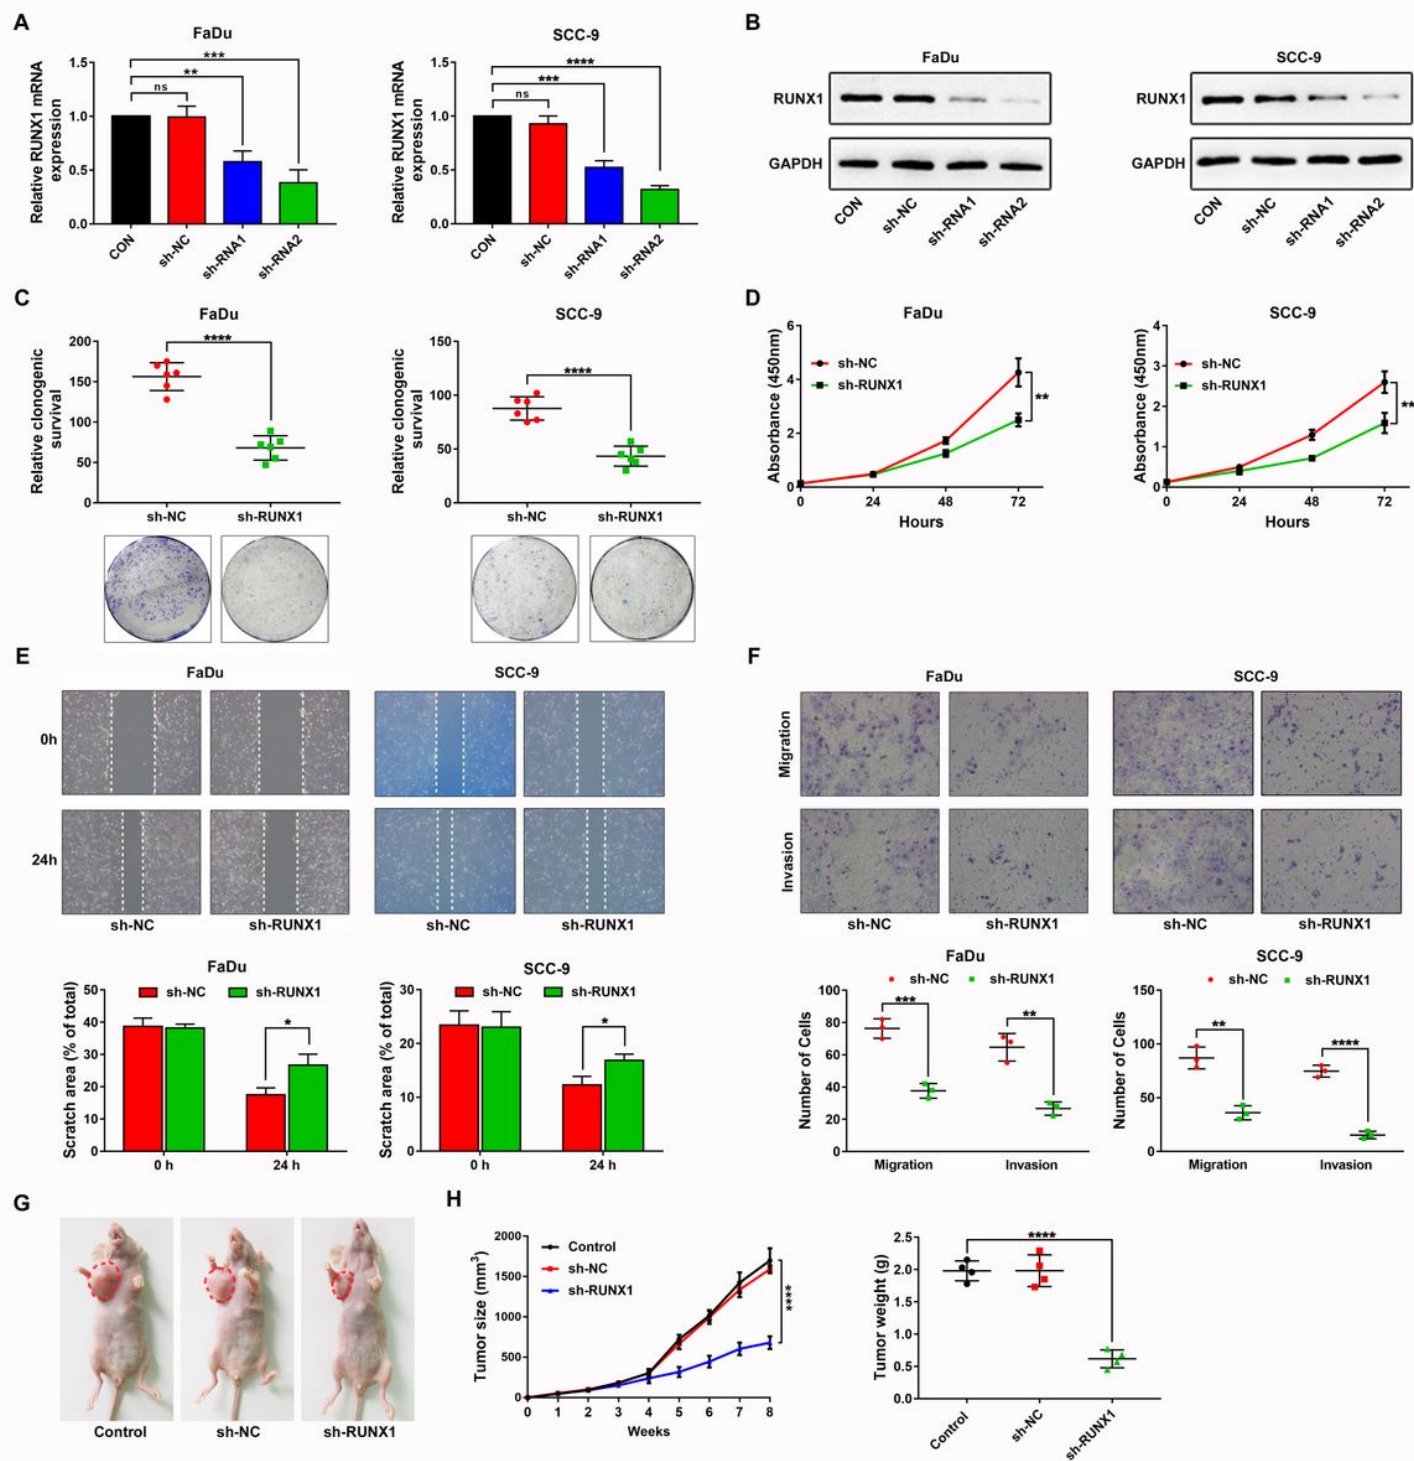 A
FaDu
Relative RUNX1 mRNA
expression
1.5
1.0
0.5
0.0
***
**
ns
CON
sh-NC
sh-RNA1
sh-RNA2
SCC-9
Relative RUNX1 mRNA
expression
1.5
1.0
0.5
0.0
****
***
ns
CON
sh-NC
sh-RNA1
sh-RNA2
B
FaDu
RUNX1
GAPDH
CON
sh-NC
sh-RNA1
sh-RNA2
SCC-9
RUNX1
GAPDH
CON
sh-NC
sh-RNA1
sh-RNA2
C
FaDu
Relative clonogenic
survival
200
150
100
50
0
****
sh-NC
sh-RUNX1
SCC-9
Relative clonogenic
survival
150
100
50
0
****
sh-NC
sh-RUNX1
D
FaDu
Absorbance (450nm)
6
4
2
0
sh-NC
sh-RUNX1
**
0 24 48 72
Hours
SCC-9
Absorbance (450nm)
4
3
2
1
0
sh-NC
sh-RUNX1
**
0 24 48 72
Hours
E
FaDu
SCC-9
0h
24h
sh-NC
sh-RUNX1
sh-NC
sh-RUNX1
FaDu
sh-NC
sh-RUNX1
Scratch area (% of total)
50
40
30
20
10
0
*
0 h
24 h
SCC-9
sh-NC
sh-RUNX1
Scratch area (% of total)
30
20
10
0
*
0 h
24 h
F
FaDu
SCC-9
Migration
Invasion
sh-NC
sh-RUNX1
sh-NC
sh-RUNX1
FaDu
sh-NC
sh-RUNX1
Number of Cells
100
80
60
40
20
0
***
**
Migration
Invasion
SCC-9
sh-NC
sh-RUNX1
Number of Cells
150
100
50
0
**
****
Migration
Invasion
G
Control
sh-NC
sh-RUNX1
H
Tumor size (mm³)
2000
1500
1000
500
0
Control
sh-NC
sh-RUNX1
****
0 1 2 3 4 5 6 7 8
Weeks
Tumor weight (g)
2.5
2.0
1.5
1.0
0.5
0.0
****
Control
sh-NC
sh-RUNX1